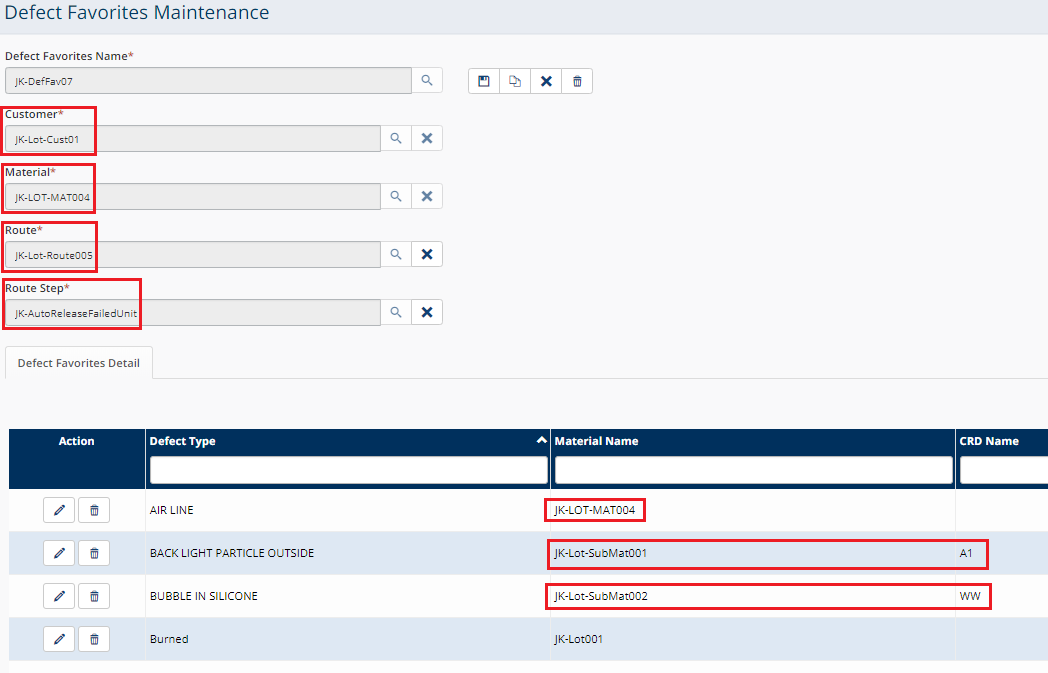 Defect Favorites Maintenance
Defect Favorites Name*
JK-DefFav07
Customer*
JK-Lot-Cust01
Material*
JK-LOT-MAT004
Route*
JK-Lot-Route005
Route Step*
JK-AutoReleaseFailedUnit
Defect Favorites Detail
Action Defect Type Material Name CRD Name
AIR LINE JK-LOT-MAT004
BACK LIGHT PARTICLE OUTSIDE JK-Lot-SubMat001 A1
BUBBLE IN SILICONE JK-Lot-SubMat002 WW
Burned JK-Lot001